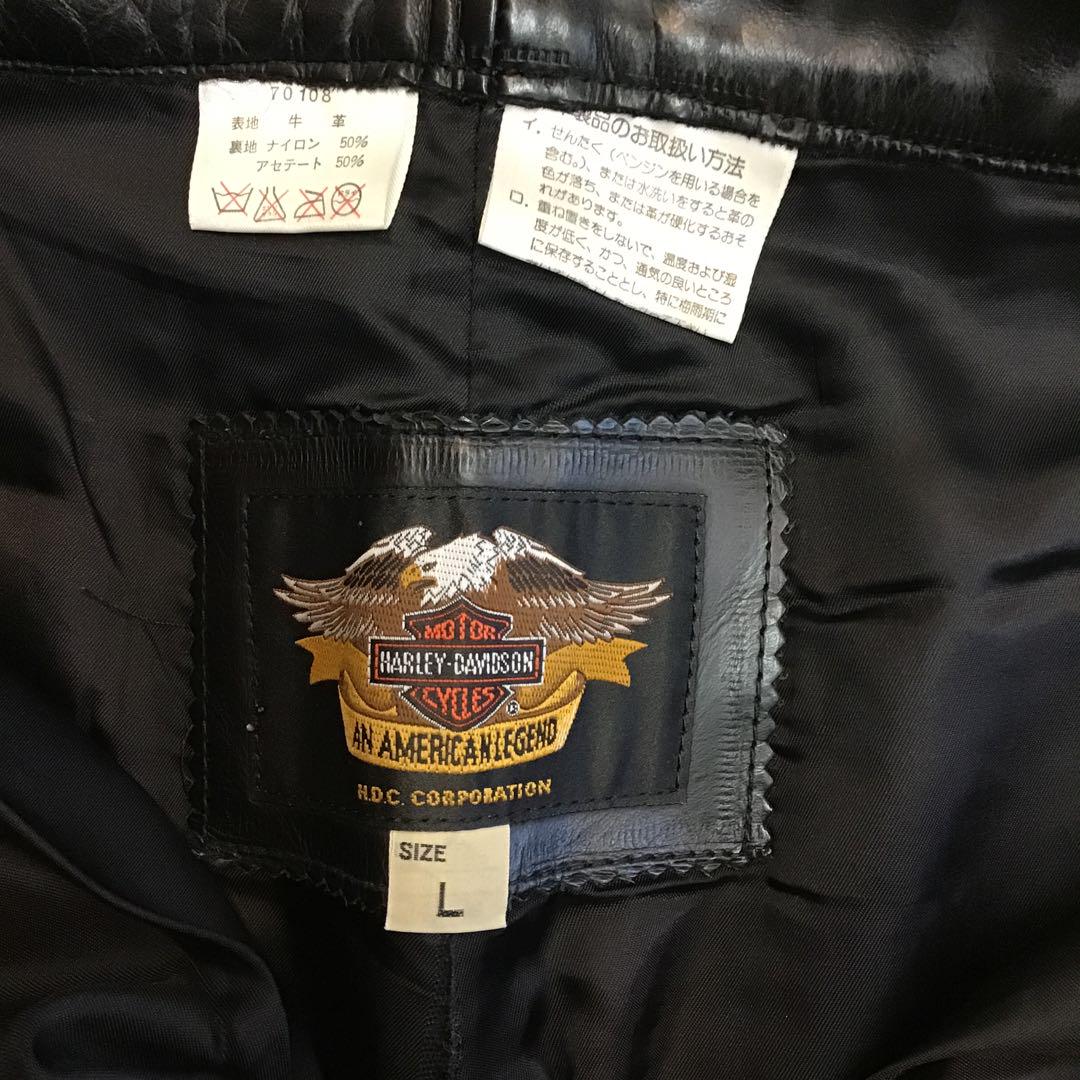 70108
表地 牛 革
裏地 ナイロン 50%
アセテート 50%
製品のお取扱い方法
イ. せんたく（ベンジンを用いる場合を
含む。）、または水洗いをすると革の
色が落ち、または革が硬化するおそ
れがあります。
ロ. 重ね置きをしないで、温度および湿
度が低く、かつ、通気の良いところ
に保存することとし、特に梅雨期に
MOTOR
HARLEY-DAVIDSON
CYCLES
®
AN AMERICAN LEGEND
H.D.C. CORPORATION
SIZE
L